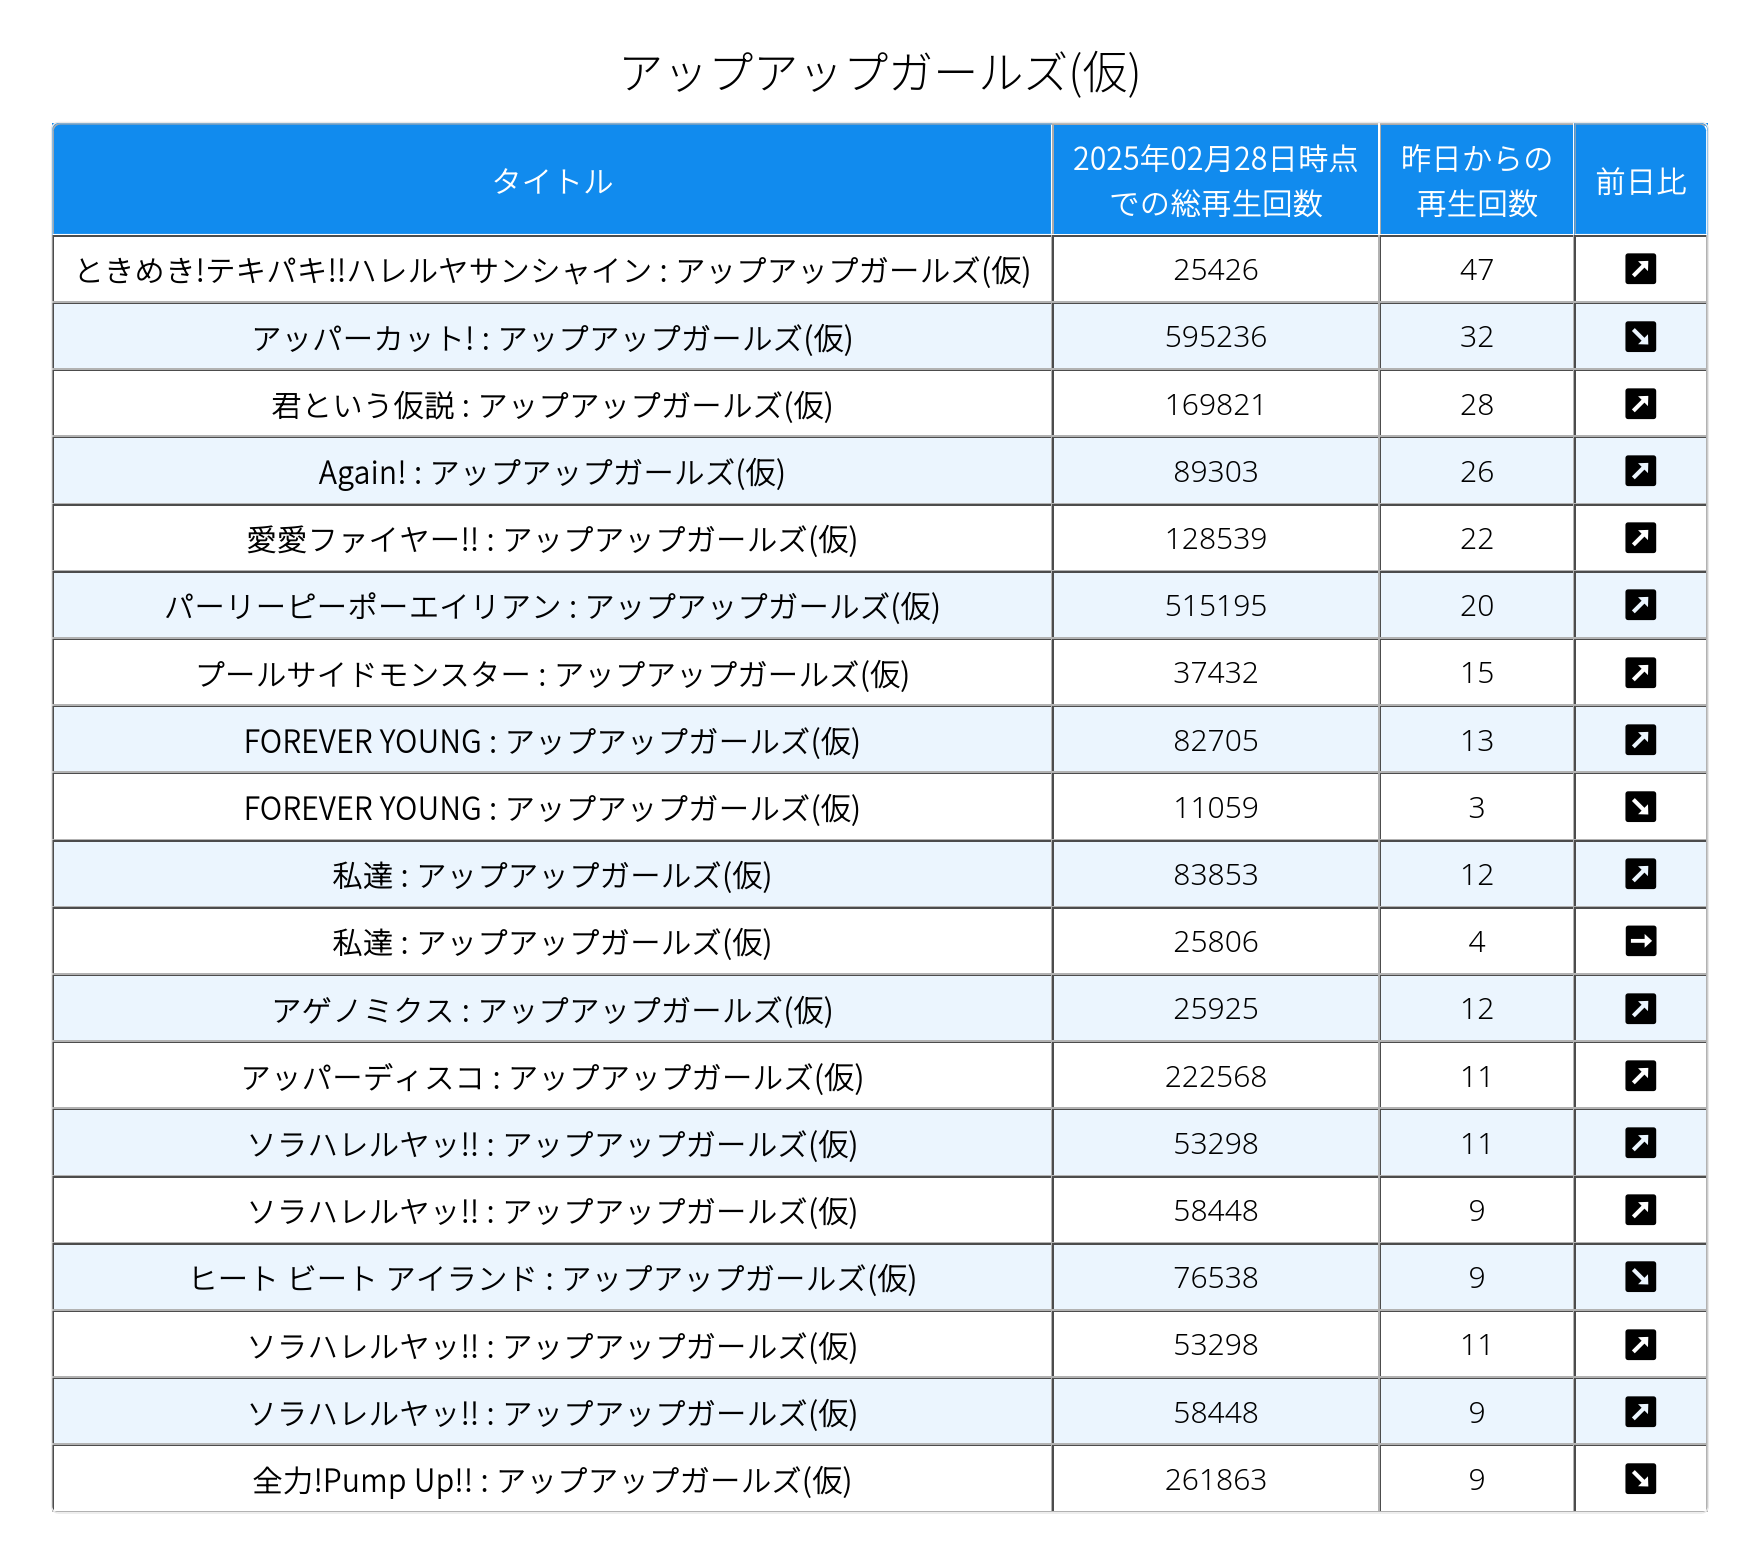 アップアップガールズ(仮)
タイトル 2025年02月28日時点での総再生回数 昨日からの再生回数 前日比
ときめき!テキパキ!!ハレルヤサンシャイン : アップアップガールズ(仮) 25426 47 ↗
アッパーカット! : アップアップガールズ(仮) 595236 32 ↘
君という仮説 : アップアップガールズ(仮) 169821 28 ↗
Again! : アップアップガールズ(仮) 89303 26 ↗
愛愛ファイヤー!! : アップアップガールズ(仮) 128539 22 ↗
パーリーピーポーエイリアン : アップアップガールズ(仮) 515195 20 ↗
プールサイドモンスター : アップアップガールズ(仮) 37432 15 ↗
FOREVER YOUNG : アップアップガールズ(仮) 82705 13 ↗
FOREVER YOUNG : アップアップガールズ(仮) 11059 3 ↘
私達 : アップアップガールズ(仮) 83853 12 ↗
私達 : アップアップガールズ(仮) 25806 4 →
アゲノミクス : アップアップガールズ(仮) 25925 12 ↗
アッパーディスコ : アップアップガールズ(仮) 222568 11 ↗
ソラハレルヤッ!! : アップアップガールズ(仮) 53298 11 ↗
ソラハレルヤッ!! : アップアップガールズ(仮) 58448 9 ↗
ヒート ビート アイランド : アップアップガールズ(仮) 76538 9 ↘
ソラハレルヤッ!! : アップアップガールズ(仮) 53298 11 ↗
ソラハレルヤッ!! : アップアップガールズ(仮) 58448 9 ↗
全力!Pump Up!! : アップアップガールズ(仮) 261863 9 ↘